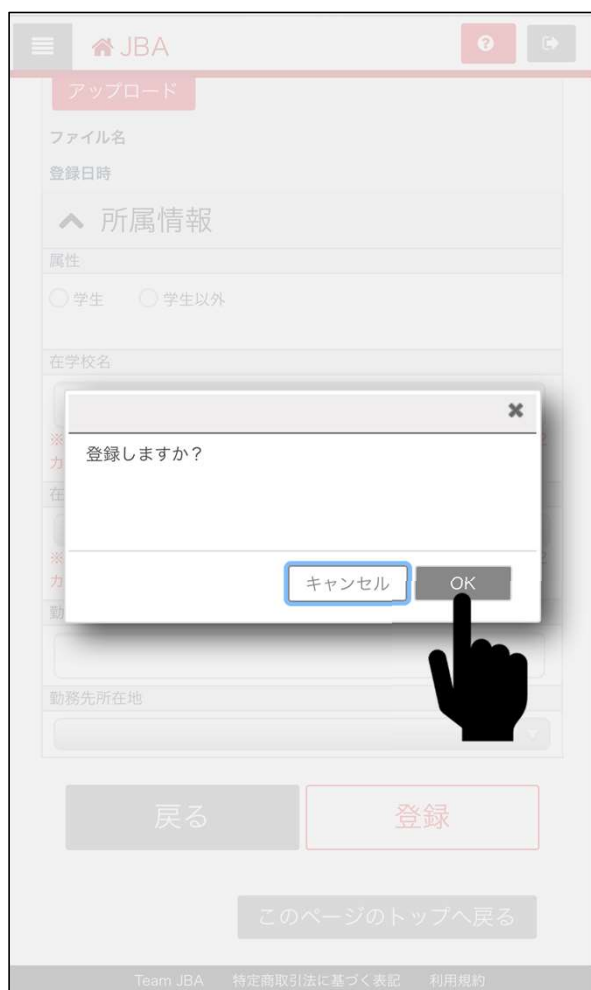 JBA
アップロード
ファイル名
登録日時
所属情報
属性
学生 学生以外
在学校名
※
カ
登録しますか？
在
※
カ
キャンセル OK
勤
勤務先所在地
戻る 登録
このページのトップへ戻る
Team JBA 特定商取引法に基づく表記 利用規約